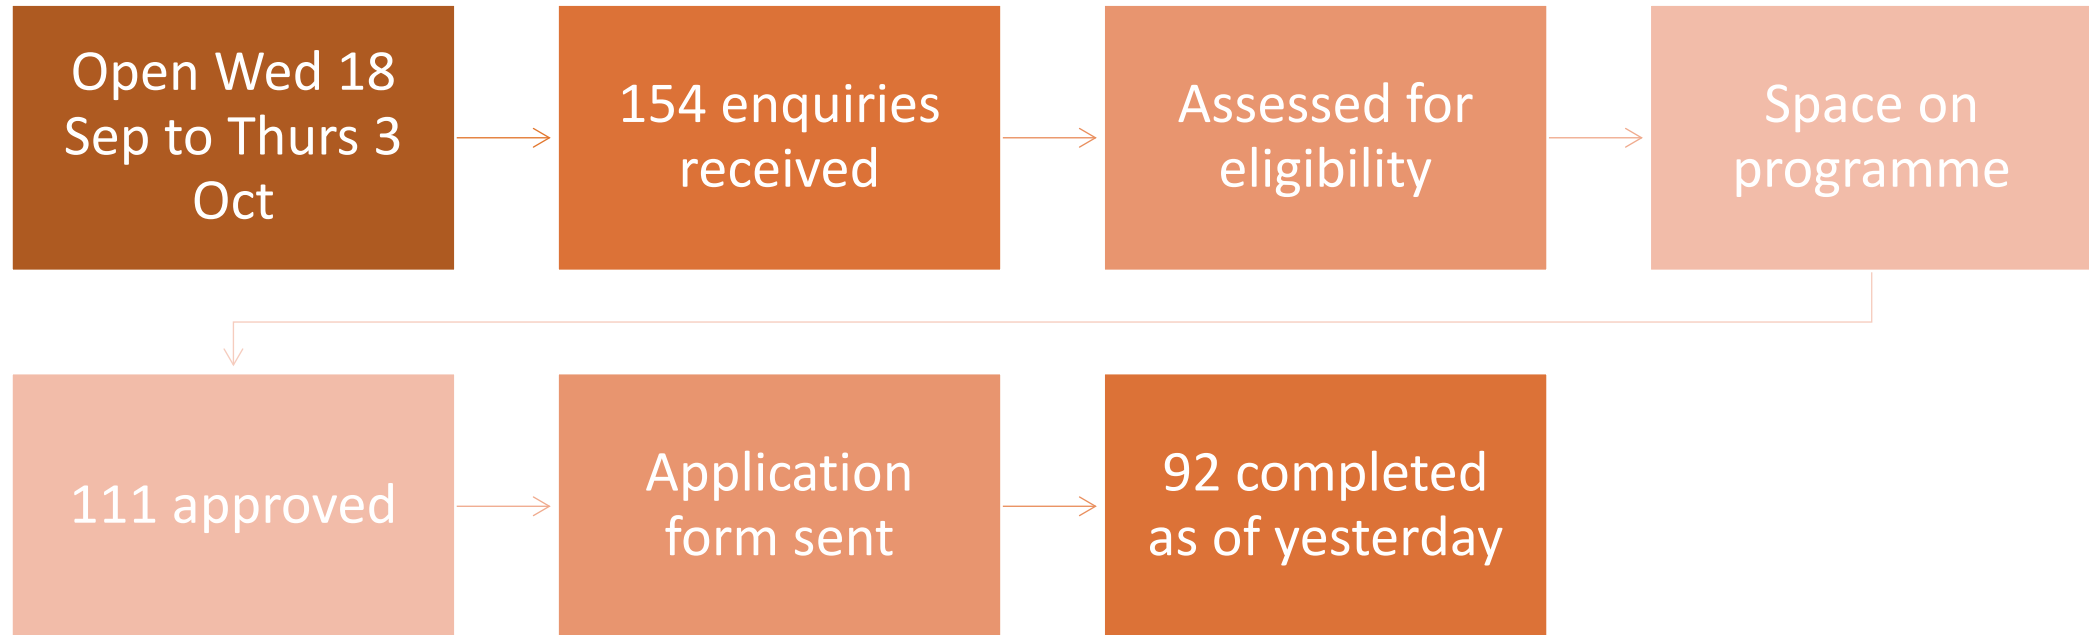 Open Wed 18
Sep to Thurs 3
Oct
154 enquiries
received
Assessed for
eligibility
Space on
programme
111 approved
Application
form sent
92 completed
as of yesterday